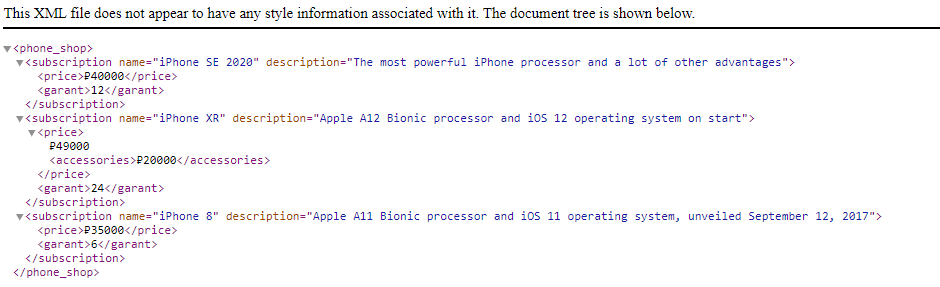 This XML file does not appear to have any style information associated with it. The document tree is shown below.
▼<phone_shop>
▼<subscription name="iPhone SE 2020" description="The most powerful iPhone processor and a lot of other advantages">
<price>₽40000</price>
<garant>12</garant>
</subscription>
▼<subscription name="iPhone XR" description="Apple A12 Bionic processor and iOS 12 operating system on start">
▼<price>
₽49000
<accessories>₽20000</accessories>
</price>
<garant>24</garant>
</subscription>
▼<subscription name="iPhone 8" description="Apple A11 Bionic processor and iOS 11 operating system, unveiled September 12, 2017">
<price>₽35000</price>
<garant>6</garant>
</subscription>
</phone_shop>